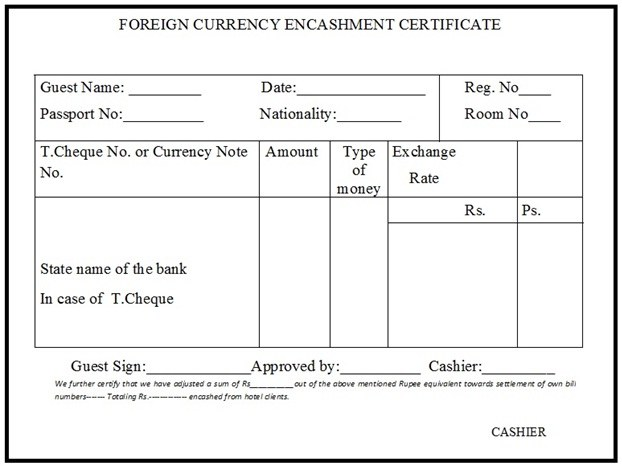 FOREIGN CURRENCY ENCASHMENT CERTIFICATE
Guest Name: __________ Date:________________ Reg. No____
Passport No:__________ Nationality:________ Room No____
T.Cheque No. or Currency Note Amount Type Exchange
No. of Rate
money
Rs. Ps.
State name of the bank
In case of T.Cheque
Guest Sign:_____________Approved by:__________ Cashier:_________
We further certify that we have adjusted a sum of Rs___________out of the above mentioned Rupee equivalent towards settlement of own bill
numbers------- Totaling Rs.-------------- encashed from hotel clients.
CASHIER